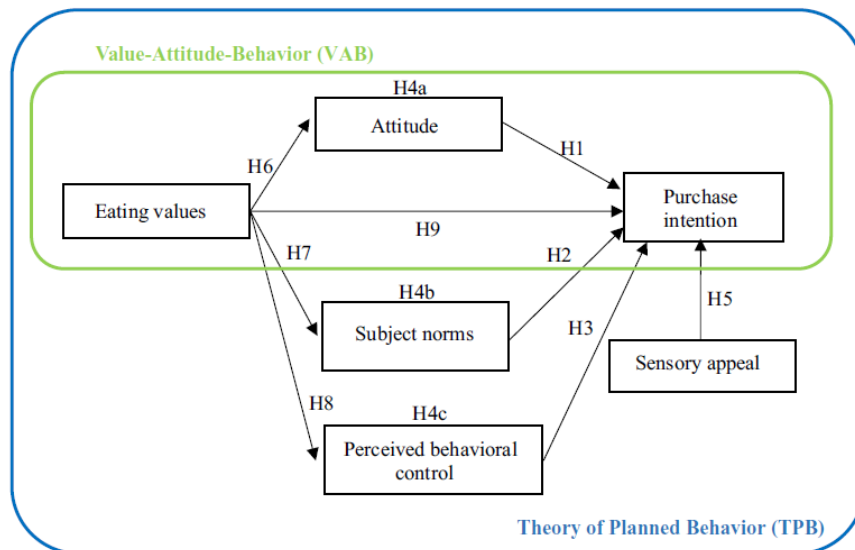 Value-Attitude-Behavior (VAB)
H4a
Attitude
H1
H6
Purchase
intention
Eating values
H9
H7
H2
H4b
H5
Subject norms
H3
Sensory appeal
H8
H4c
Perceived behavioral
control
Theory of Planned Behavior (TPB)